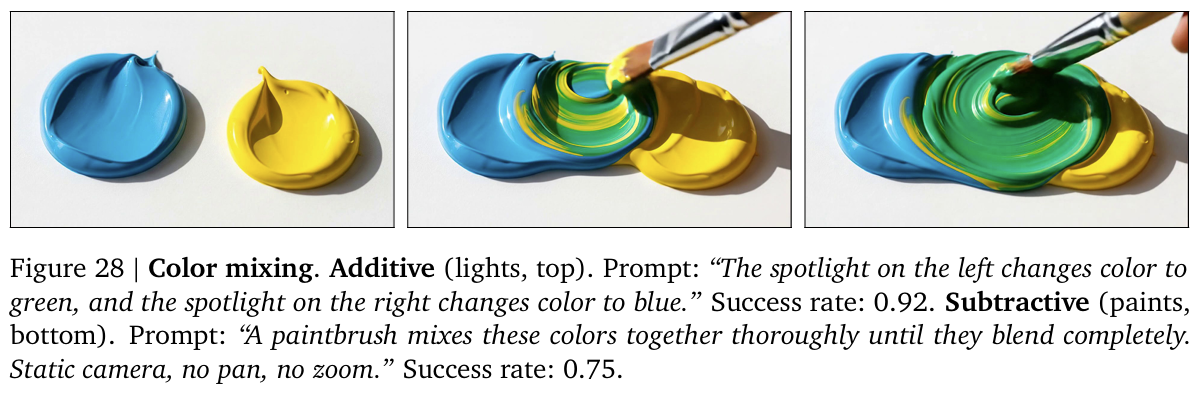 Figure 28 | Color mixing. Additive (lights, top). Prompt: “The spotlight on the left changes color to
green, and the spotlight on the right changes color to blue.” Success rate: 0.92. Subtractive (paints,
bottom). Prompt: “A paintbrush mixes these colors together thoroughly until they blend completely.
Static camera, no pan, no zoom.” Success rate: 0.75.